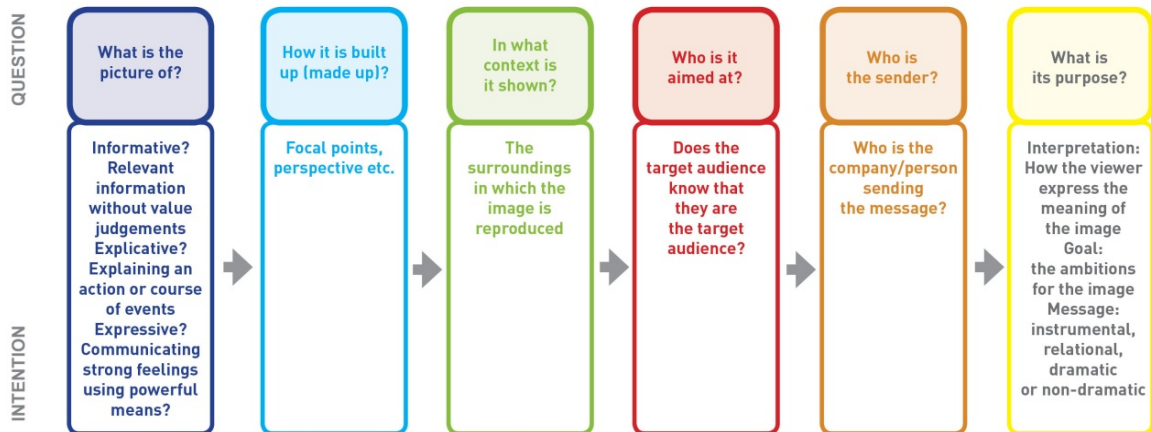 QUESTION
What is the
picture of?
How it is built
up (made up)?
In what
context is
it shown?
Who is it
aimed at?
Who is
the sender?
What is
its purpose?
INTENTION
Informative?
Relevant
information
without value
judgements
Explicative?
Explaining an
action or course
of events
Expressive?
Communicating
strong feelings
using powerful
means?
Focal points,
perspective etc.
The
surroundings
in which the
image is
reproduced
Does the
target audience
know that
they are
the target
audience?
Who is the
company/person
sending
the message?
Interpretation:
How the viewer
express the
meaning of
the image
Goal:
the ambitions
for the image
Message:
instrumental,
relational,
dramatic
or non-dramatic